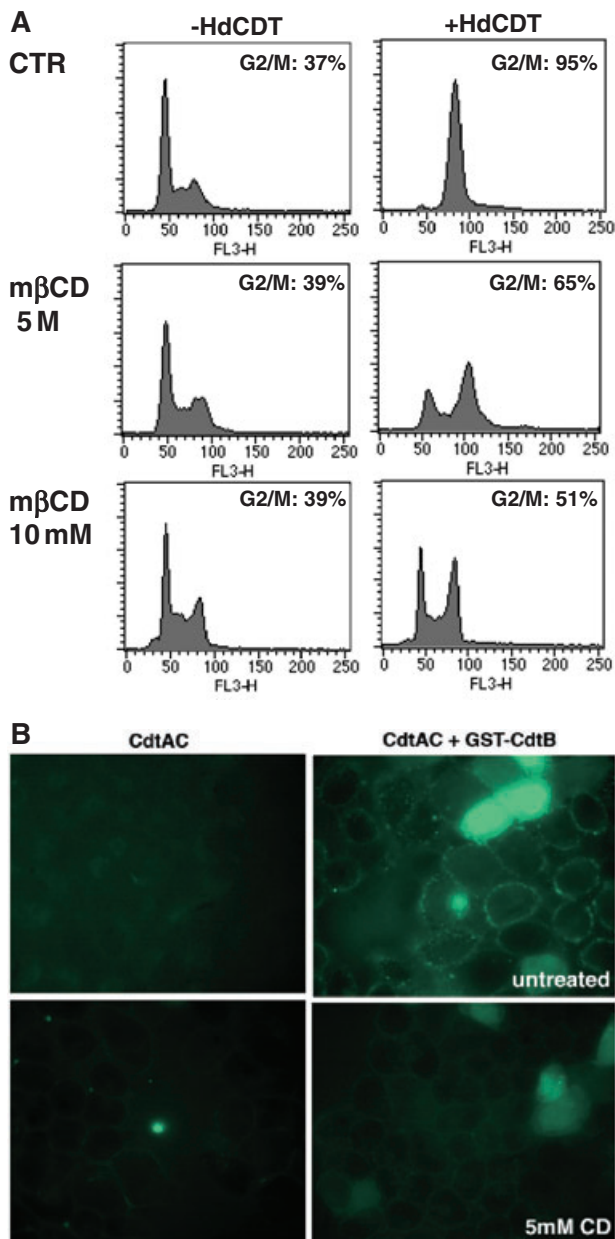 A
-HdCDT +HdCDT
CTR
G2/M: 37%
G2/M: 95%
0 50 100 150 200 250
FL3-H
0 50 100 150 200 250
FL3-H
mβCD
5 M
G2/M: 39%
G2/M: 65%
0 50 100 150 200 250
FL3-H
0 50 100 150 200 250
FL3-H
mβCD
10 mM
G2/M: 39%
G2/M: 51%
0 50 100 150 200 250
FL3-H
0 50 100 150 200 250
FL3-H
B
CdtAC CdtAC + GST-CdtB
untreated
5mM CD